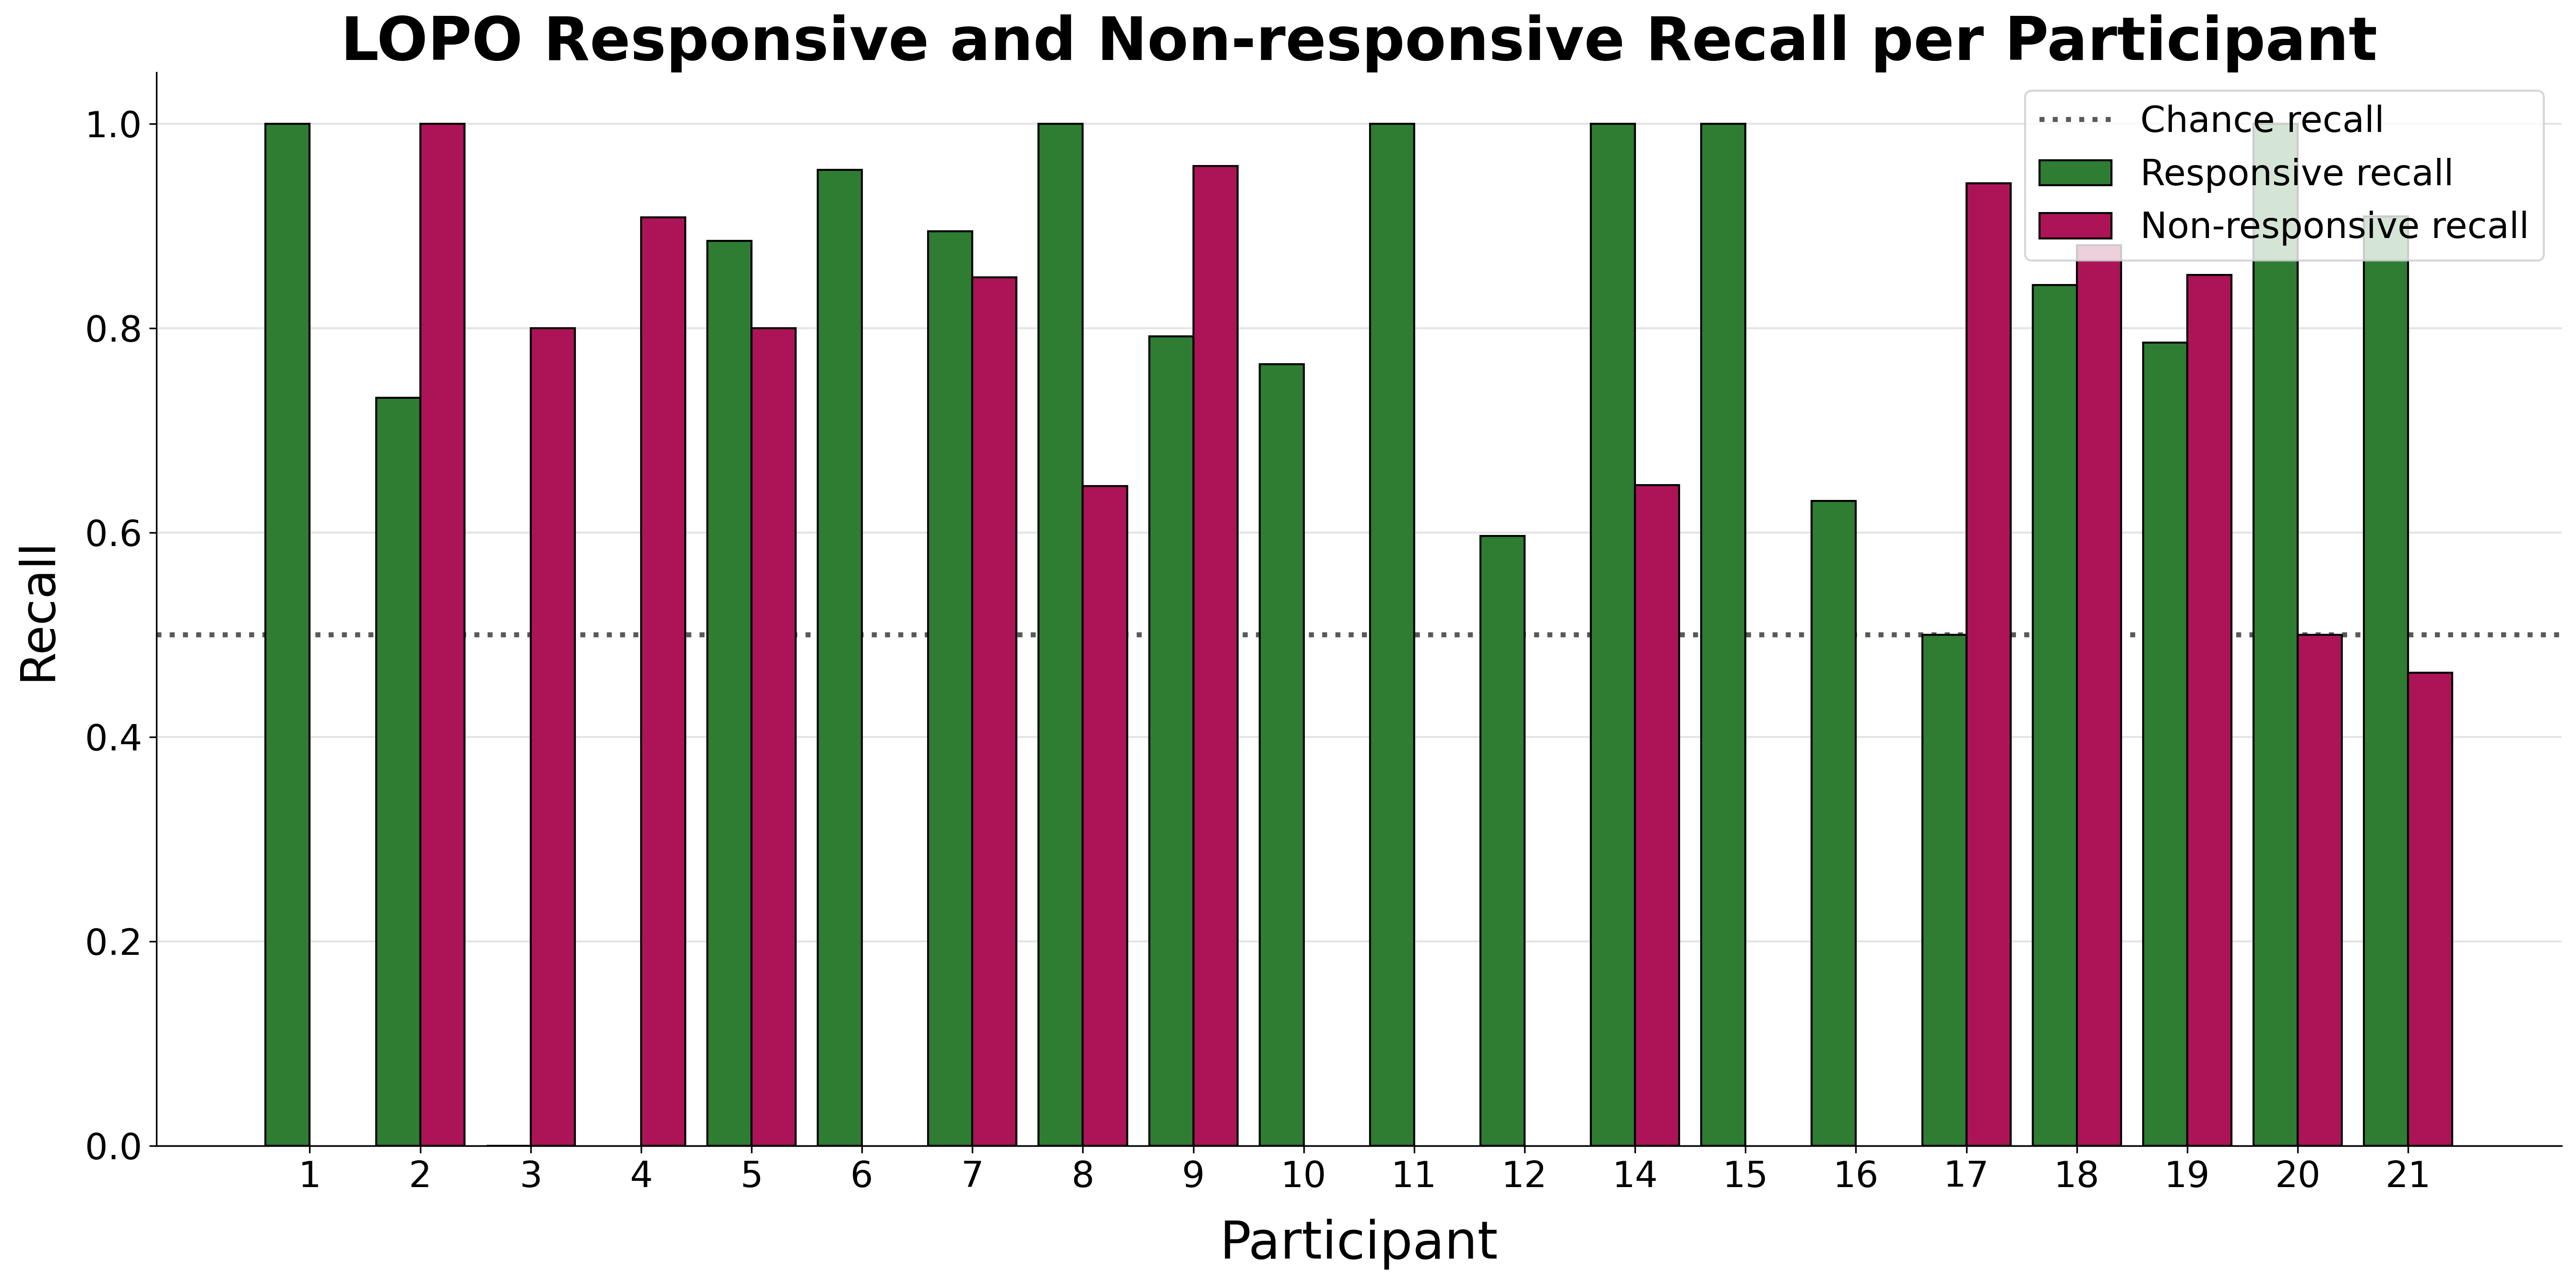 LOPO Responsive and Non-responsive Recall per Participant
Chance recall
Responsive recall
Non-responsive recall
1.0
0.8
0.6
0.4
0.2
0.0
Recall
1 2 3 4 5 6 7 8 9 10 11 12 14 15 16 17 18 19 20 21
Participant